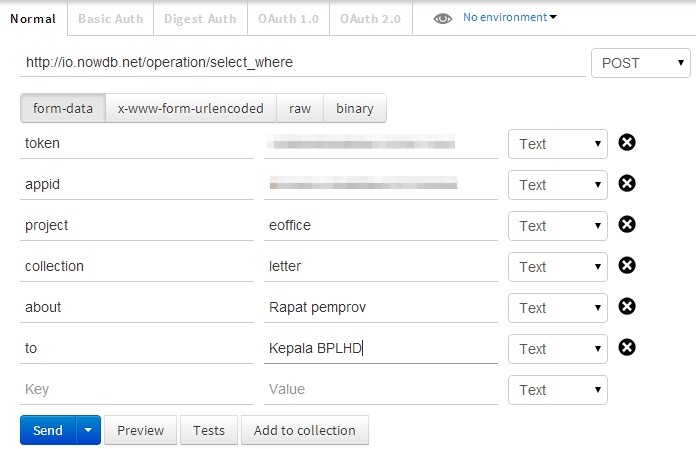 Normal Basic Auth Digest Auth OAuth 1.0 OAuth 2.0 No environment
http://io.nowdb.net/operation/select_where POST
form-data x-www-form-urlencoded raw binary
token Text
appid Text
project eoffice Text
collection letter Text
about Rapat pemprov Text
to Kepala BPLHD Text
Key Value Text
Send Preview Tests Add to collection